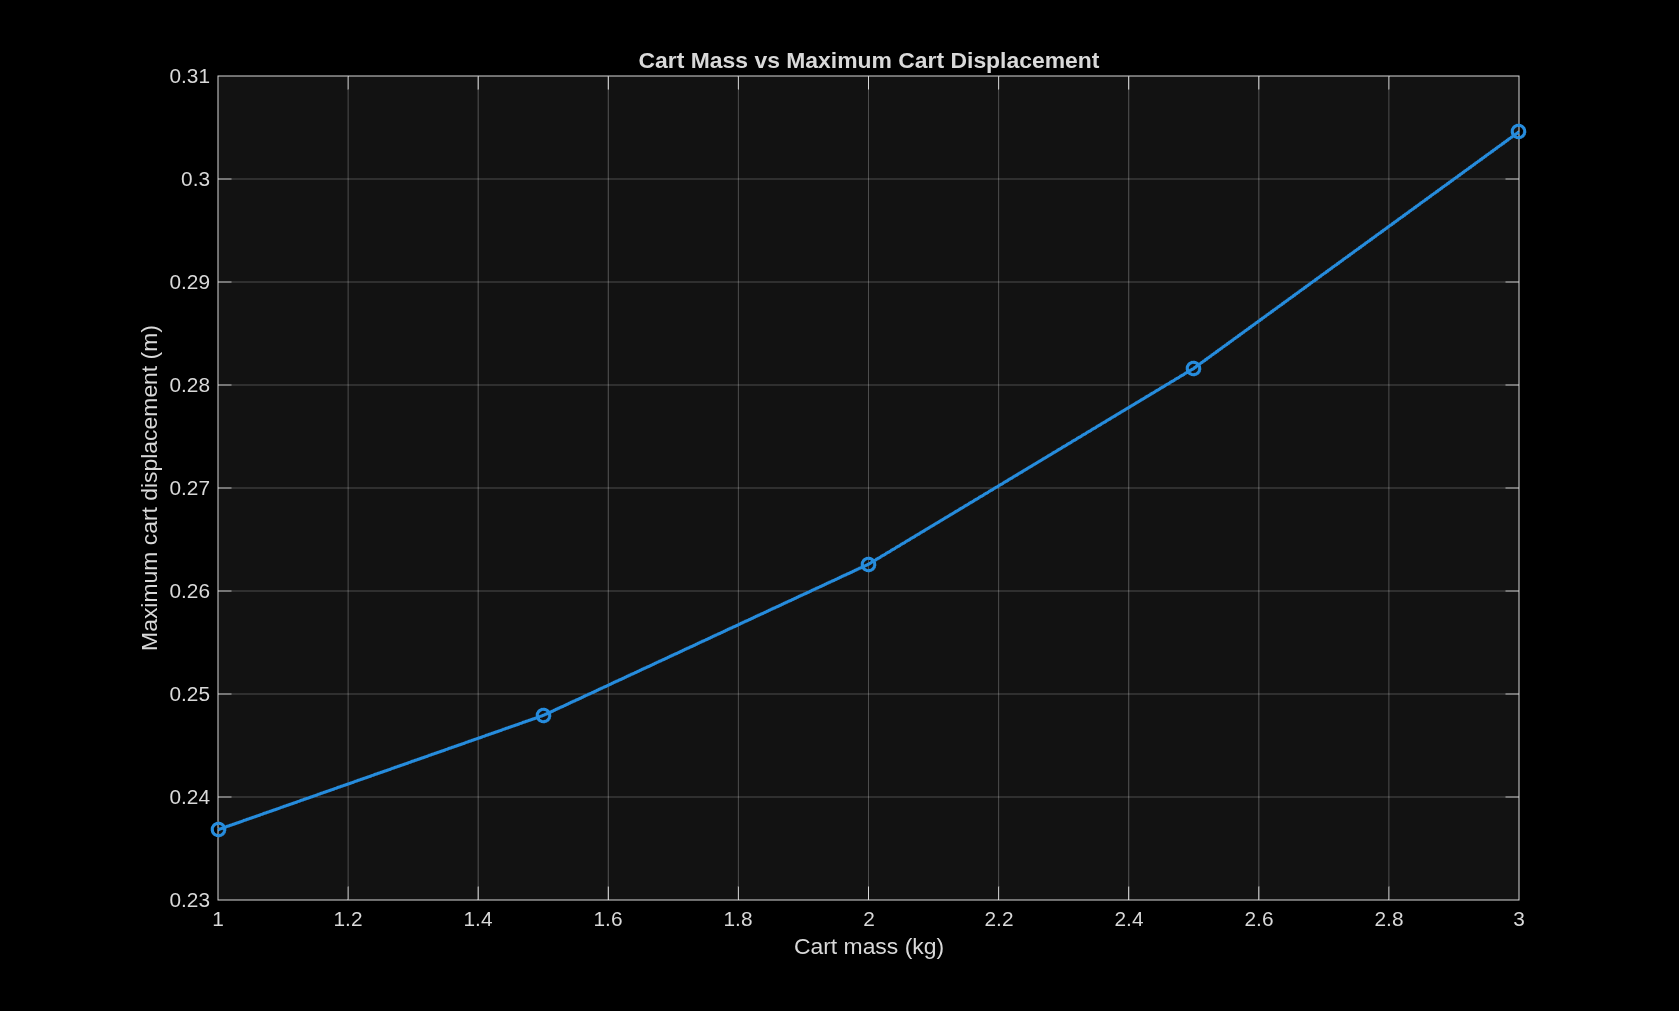 Cart Mass vs Maximum Cart Displacement
0.31
0.3
0.29
0.28
0.27
0.26
0.25
0.24
0.23
Maximum cart displacement (m)
1 1.2 1.4 1.6 1.8 2 2.2 2.4 2.6 2.8 3
Cart mass (kg)